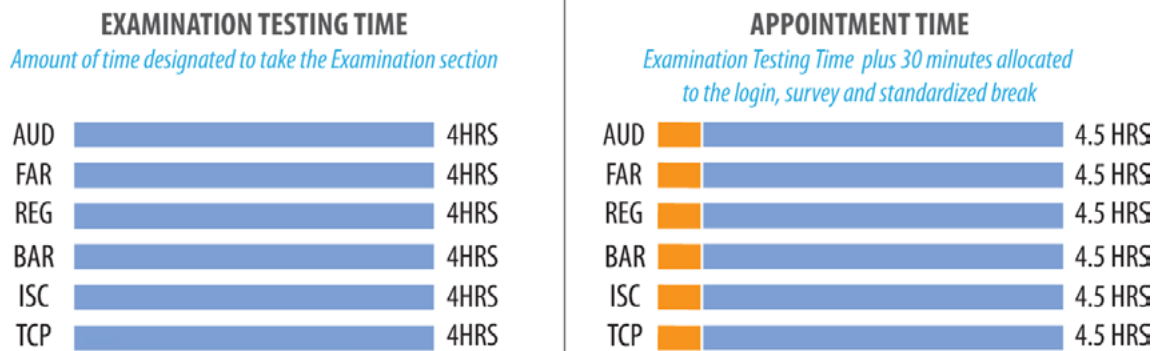 EXAMINATION TESTING TIME
Amount of time designated to take the Examination section
AUD 4HRS
FAR 4HRS
REG 4HRS
BAR 4HRS
ISC 4HRS
TCP 4HRS
APPOINTMENT TIME
Examination Testing Time plus 30 minutes allocated
to the login, survey and standardized break
AUD 4.5 HRS
FAR 4.5 HRS
REG 4.5 HRS
BAR 4.5 HRS
ISC 4.5 HRS
TCP 4.5 HRS